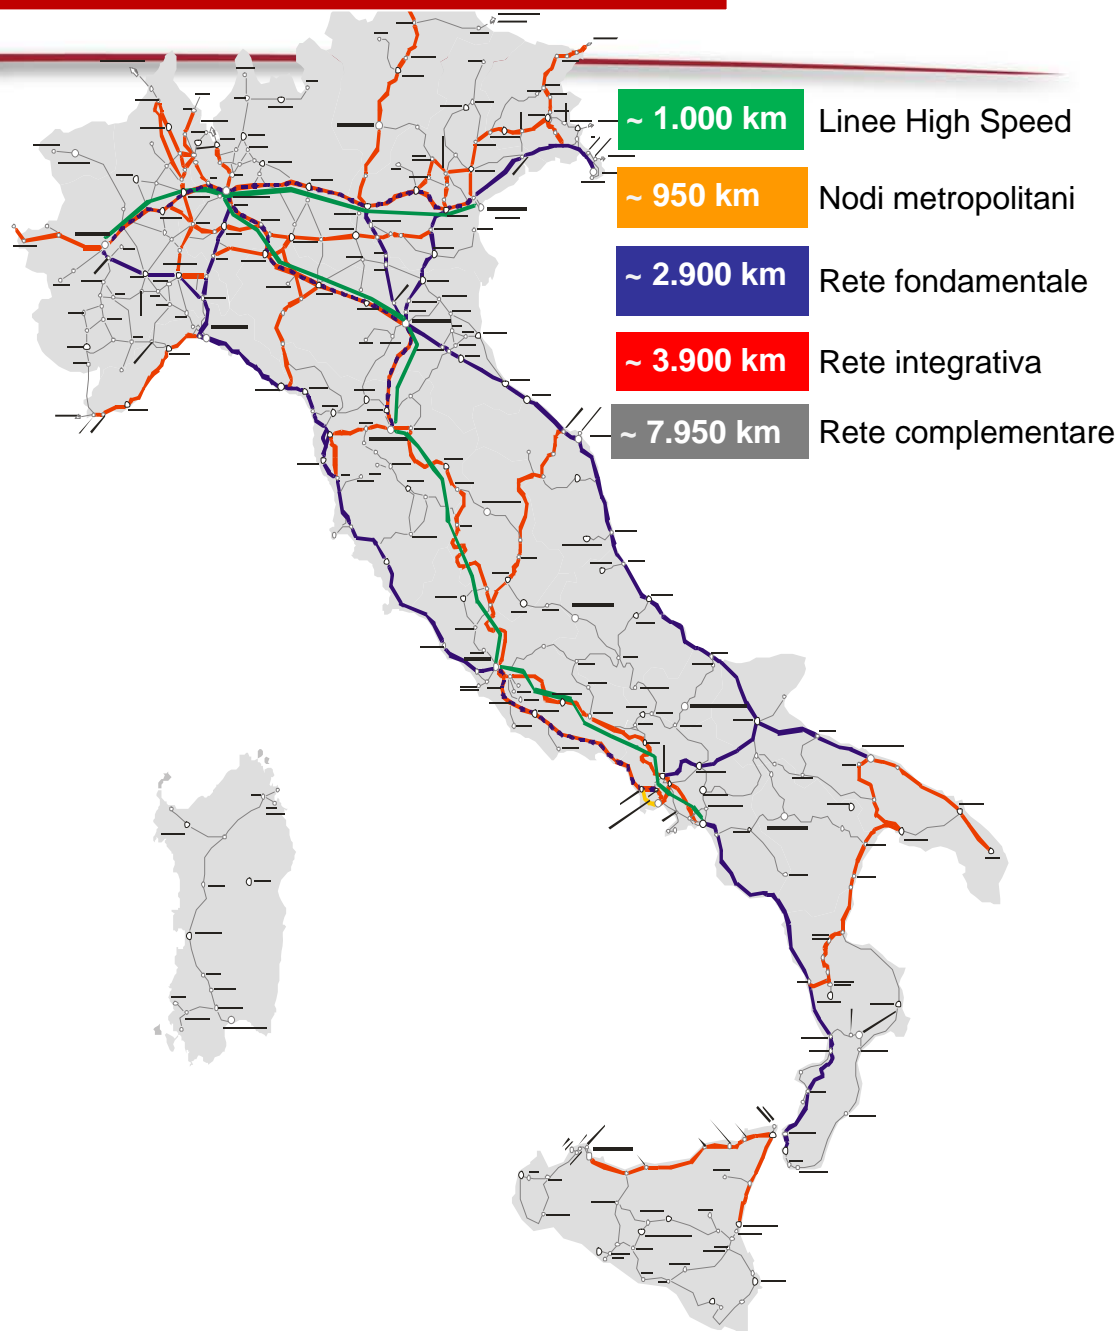 ~ 1.000 km Linee High Speed
~ 950 km Nodi metropolitani
~ 2.900 km Rete fondamentale
~ 3.900 km Rete integrativa
~ 7.950 km Rete complementare